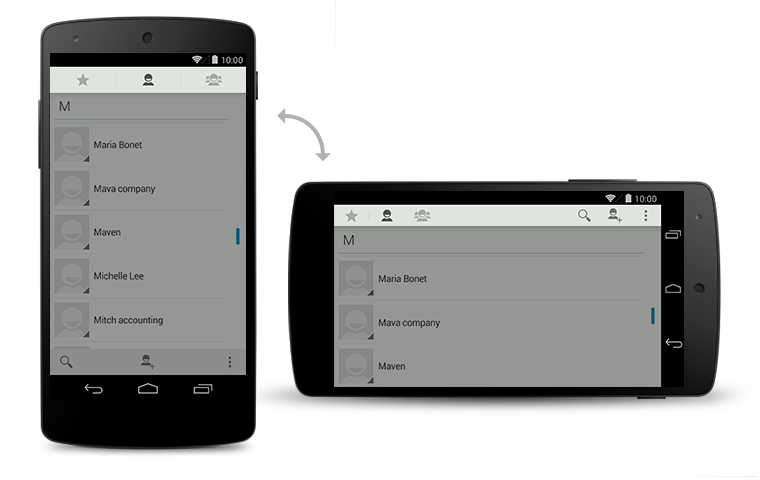 10:00
M
Maria Bonet
Mava company
Maven
Michelle Lee
Mitch accounting
10:00
M
Maria Bonet
Mava company
Maven